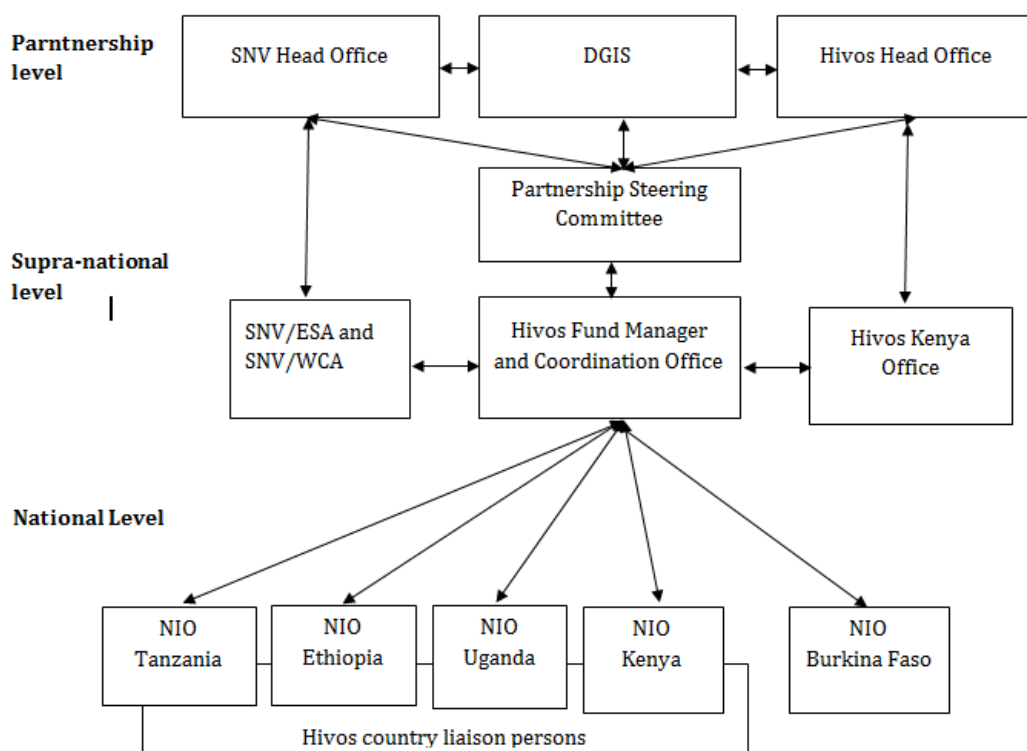 Parntnership
level
SNV Head Office
DGIS
Hivos Head Office
Partnership Steering
Committee
Supra-national
level
SNV/ESA and
SNV/WCA
Hivos Fund Manager
and Coordination Office
Hivos Kenya
Office
National Level
NIO
Tanzania
NIO
Ethiopia
NIO
Uganda
NIO
Kenya
NIO
Burkina Faso
Hivos country liaison persons